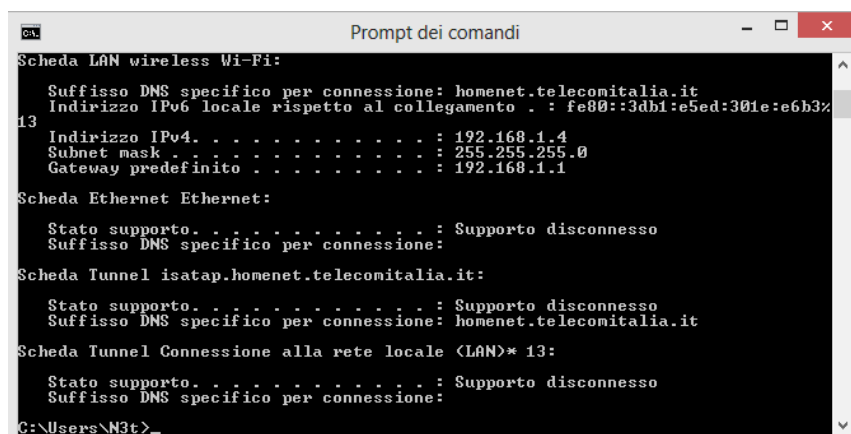 C:\.
Prompt dei comandi
Scheda LAN wireless Wi-Fi:
Suffisso DNS specifico per connessione: homenet.telecomitalia.it
Indirizzo IPv6 locale rispetto al collegamento . : fe80::3db1:e5ed:301e:e6b3%
13
Indirizzo IPv4. . . . . . . . . . . . : 192.168.1.4
Subnet mask . . . . . . . . . . . . . : 255.255.255.0
Gateway predefinito . . . . . . . . . : 192.168.1.1
Scheda Ethernet Ethernet:
Stato supporto. . . . . . . . . . . . : Supporto disconnesso
Suffisso DNS specifico per connessione:
Scheda Tunnel isatap.homenet.telecomitalia.it:
Stato supporto. . . . . . . . . . . . : Supporto disconnesso
Suffisso DNS specifico per connessione: homenet.telecomitalia.it
Scheda Tunnel Connessione alla rete locale (LAN)* 13:
Stato supporto. . . . . . . . . . . . : Supporto disconnesso
Suffisso DNS specifico per connessione:
C:\Users\N3t>_